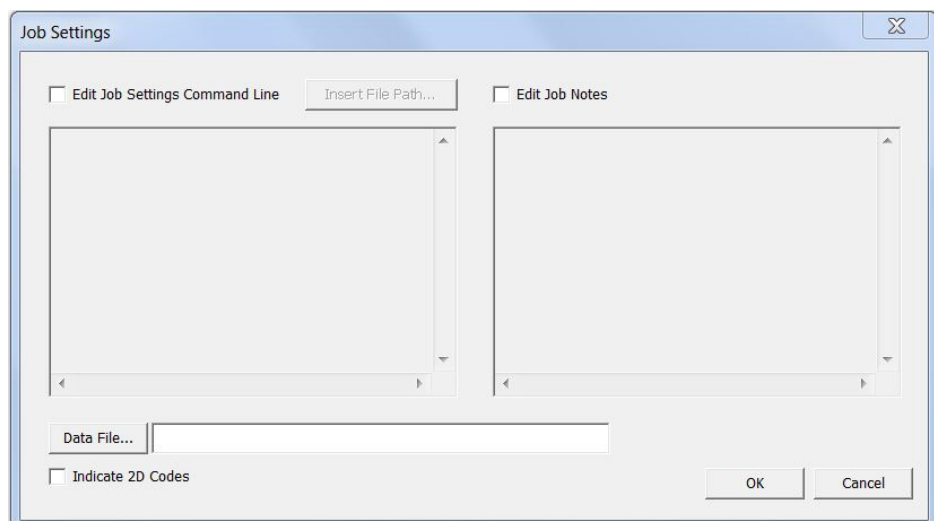 Job Settings
Edit Job Settings Command Line
Insert File Path...
Edit Job Notes
Data File...
Indicate 2D Codes
OK
Cancel